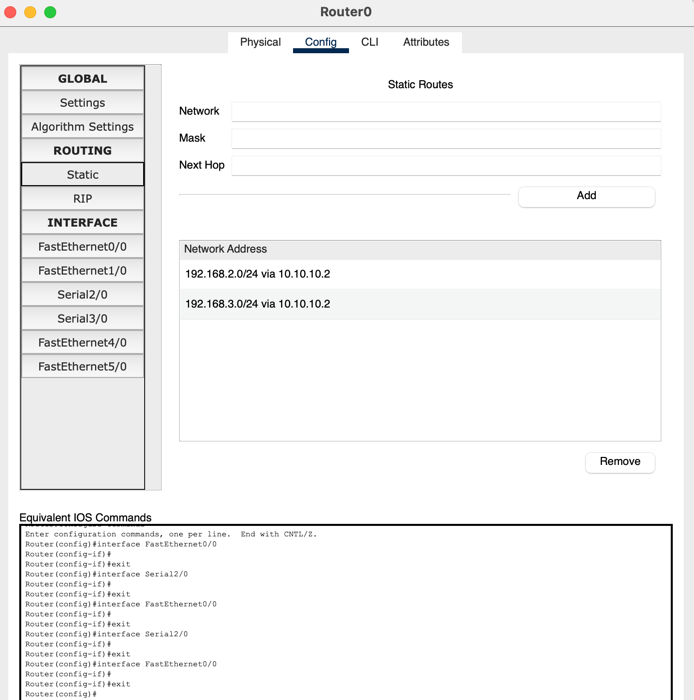 Router0
Physical Config CLI Attributes
GLOBAL
Settings
Algorithm Settings
ROUTING
Static
RIP
INTERFACE
FastEthernet0/0
FastEthernet1/0
Serial2/0
Serial3/0
FastEthernet4/0
FastEthernet5/0
Static Routes
Network
Mask
Next Hop
Add
Network Address
192.168.2.0/24 via 10.10.10.2
192.168.3.0/24 via 10.10.10.2
Remove
Equivalent IOS Commands
Enter configuration commands, one per line.  End with CNTL/Z.
Router(config)#interface FastEthernet0/0
Router(config-if)#
Router(config-if)#exit
Router(config)#interface Serial2/0
Router(config-if)#
Router(config-if)#exit
Router(config)#interface FastEthernet0/0
Router(config-if)#
Router(config-if)#exit
Router(config)#interface Serial2/0
Router(config-if)#
Router(config-if)#exit
Router(config)#interface FastEthernet0/0
Router(config-if)#
Router(config-if)#exit
Router(config)#